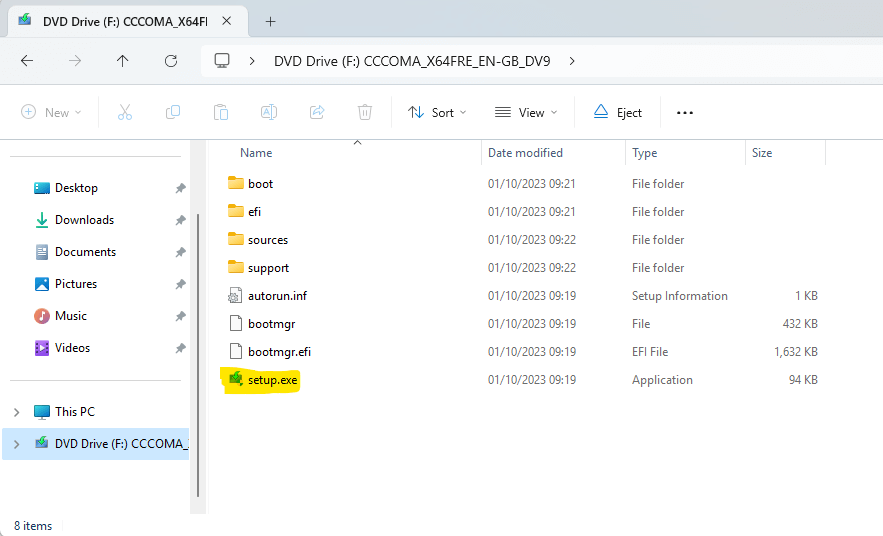 DVD Drive (F:) CCCOMA_X64FI
DVD Drive (F:) CCCOMA_X64FRE_EN-GB_DV9
New
Sort
View
Eject
Name Date modified Type Size
Desktop
Downloads
Documents
Pictures
Music
Videos
This PC
DVD Drive (F:) CCCOMA_
boot 01/10/2023 09:21 File folder
efi 01/10/2023 09:21 File folder
sources 01/10/2023 09:22 File folder
support 01/10/2023 09:22 File folder
autorun.inf 01/10/2023 09:19 Setup Information 1 KB
bootmgr 01/10/2023 09:19 File 432 KB
bootmgr.efi 01/10/2023 09:19 EFI File 1,632 KB
setup.exe 01/10/2023 09:19 Application 94 KB
8 items